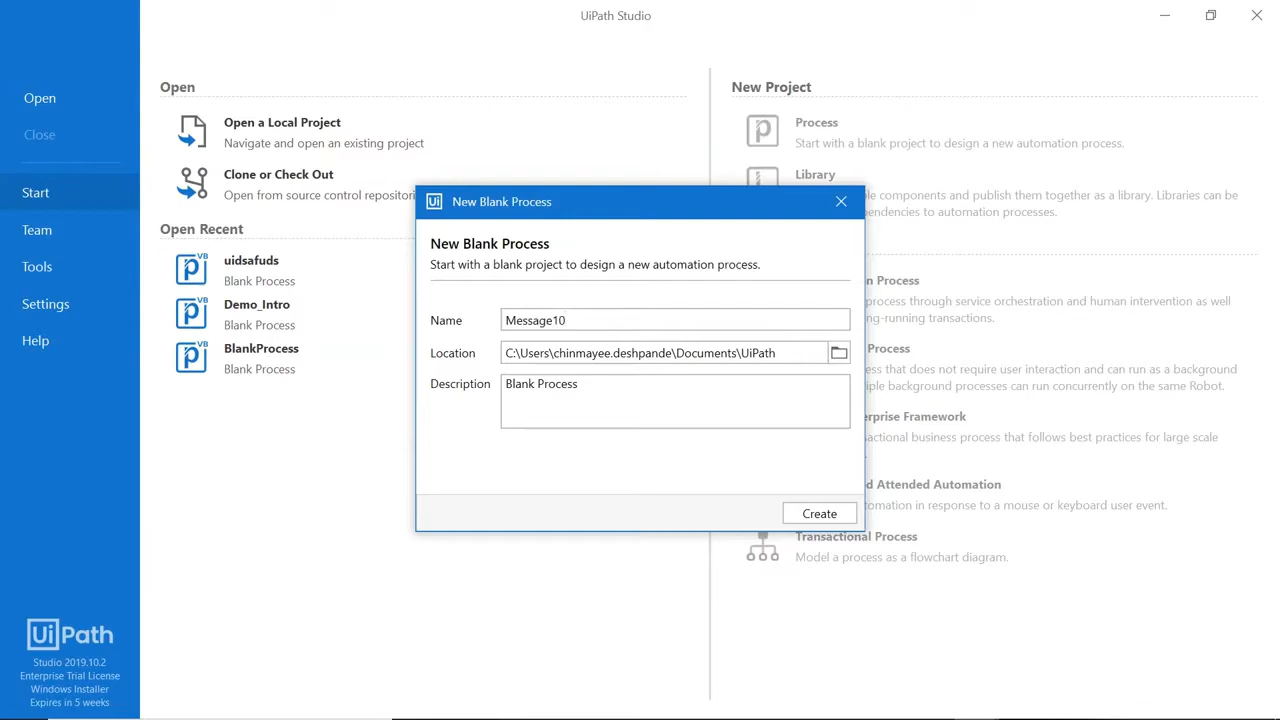 UiPath Studio
Open
Close
Start
Team
Tools
Settings
Help
UiPath
Studio 2019.10.2
Enterprise Trial License
Windows Installer
Expires in 5 weeks
Open
Open a Local Project
Navigate and open an existing project
Clone or Check Out
Open from source control repositori
Open Recent
VB
uidsafuds
Blank Process
VB
Demo_Intro
Blank Process
VB
BlankProcess
Blank Process
New Project
Process
Start with a blank project to design a new automation process.
Library
le components and publish them together as a library. Libraries can be
pendencies to automation processes.
n Process
process through service orchestration and human intervention as well
ng-running transactions.
Process
ess that does not require user interaction and can run as a background
iple background processes can run concurrently on the same Robot.
erprise Framework
sactional business process that follows best practices for large scale
d Attended Automation
tomation in response to a mouse or keyboard user event.
Transactional Process
Model a process as a flowchart diagram.
Ui New Blank Process
New Blank Process
Start with a blank project to design a new automation process.
Name Message10
Location C:\Users\chinmayee.deshpande\Documents\UiPath
Description Blank Process
Create